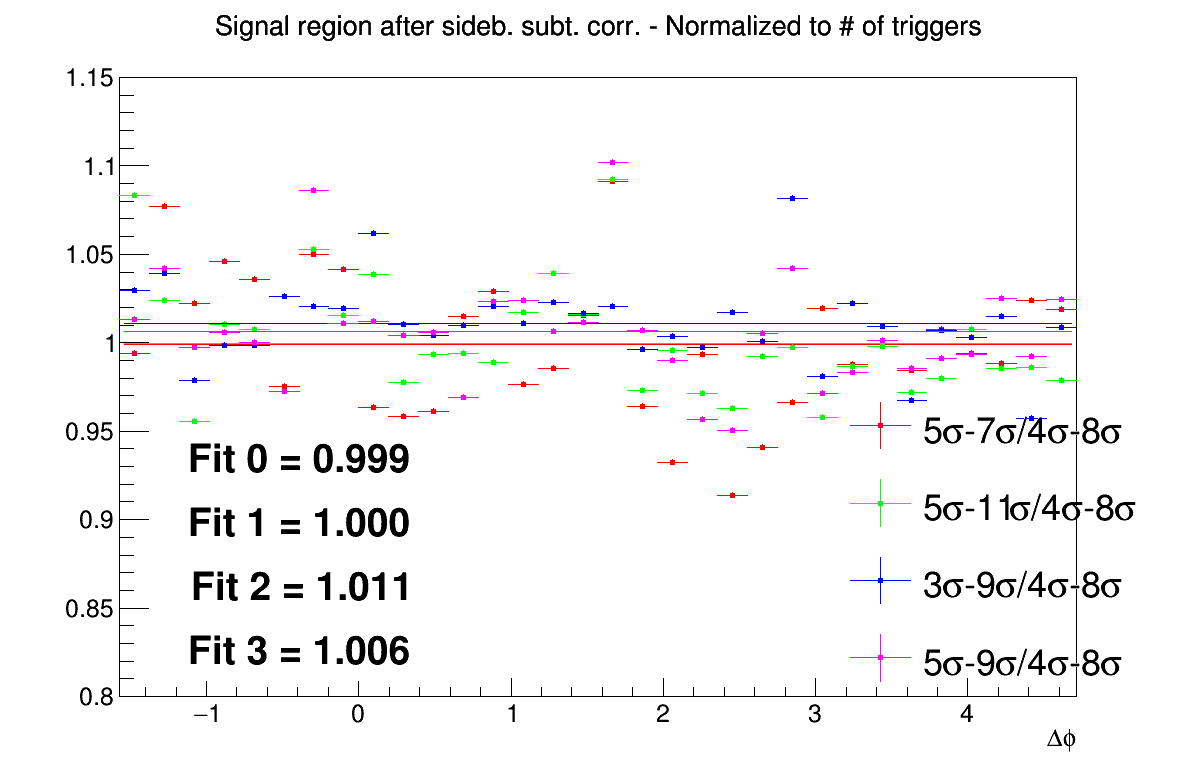 Signal region after sideb. subt. corr. - Normalized to # of triggers
1.15
1.1
1.05
1
0.95
0.9
0.85
0.8
Fit 0 = 0.999
Fit 1 = 1.000
Fit 2 = 1.011
Fit 3 = 1.006
5σ-7σ/4σ-8σ
5σ-11σ/4σ-8σ
3σ-9σ/4σ-8σ
5σ-9σ/4σ-8σ
−1 0 1 2 3 4
Δϕ